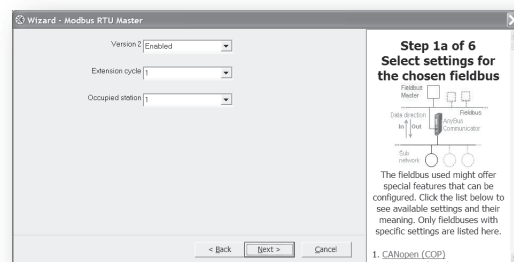 Wizard - Modbus RTU Master
Version 2 Enabled
Extension cycle 1
Occupied station 1
< Back Next > Cancel
Step 1a of 6
Select settings for
the chosen fieldbus
Fieldbus
Master
Fieldbus
Data direction
In Out
AnyBus
Communicator
Sub
network
The fieldbus used might offer
special features that can be
configured. Click the list below to
see available settings and their
meaning. Only fieldbuses with
specific settings are listed here.
1. CANopen (COP)